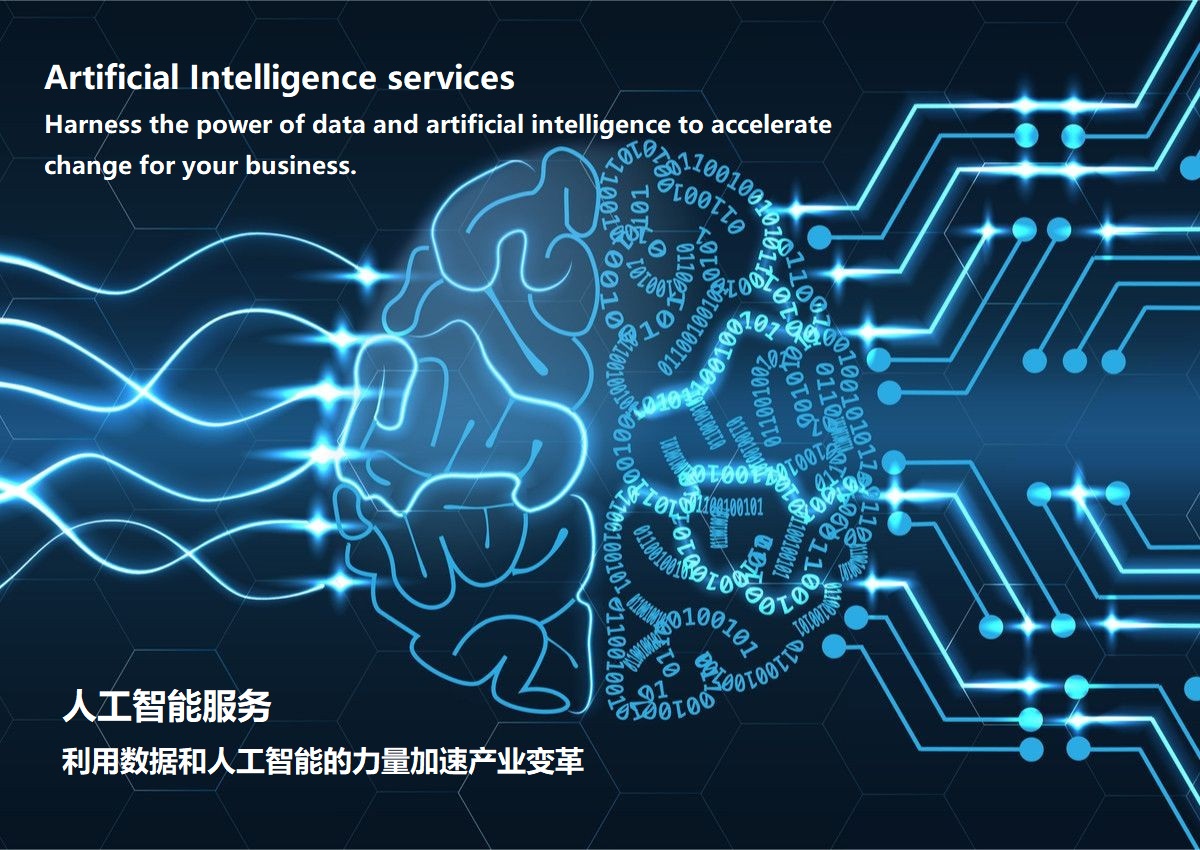 Artificial Intelligence services
Harness the power of data and artificial intelligence to accelerate
change for your business.
人工智能服务
利用数据和人工智能的力量加速产业变革